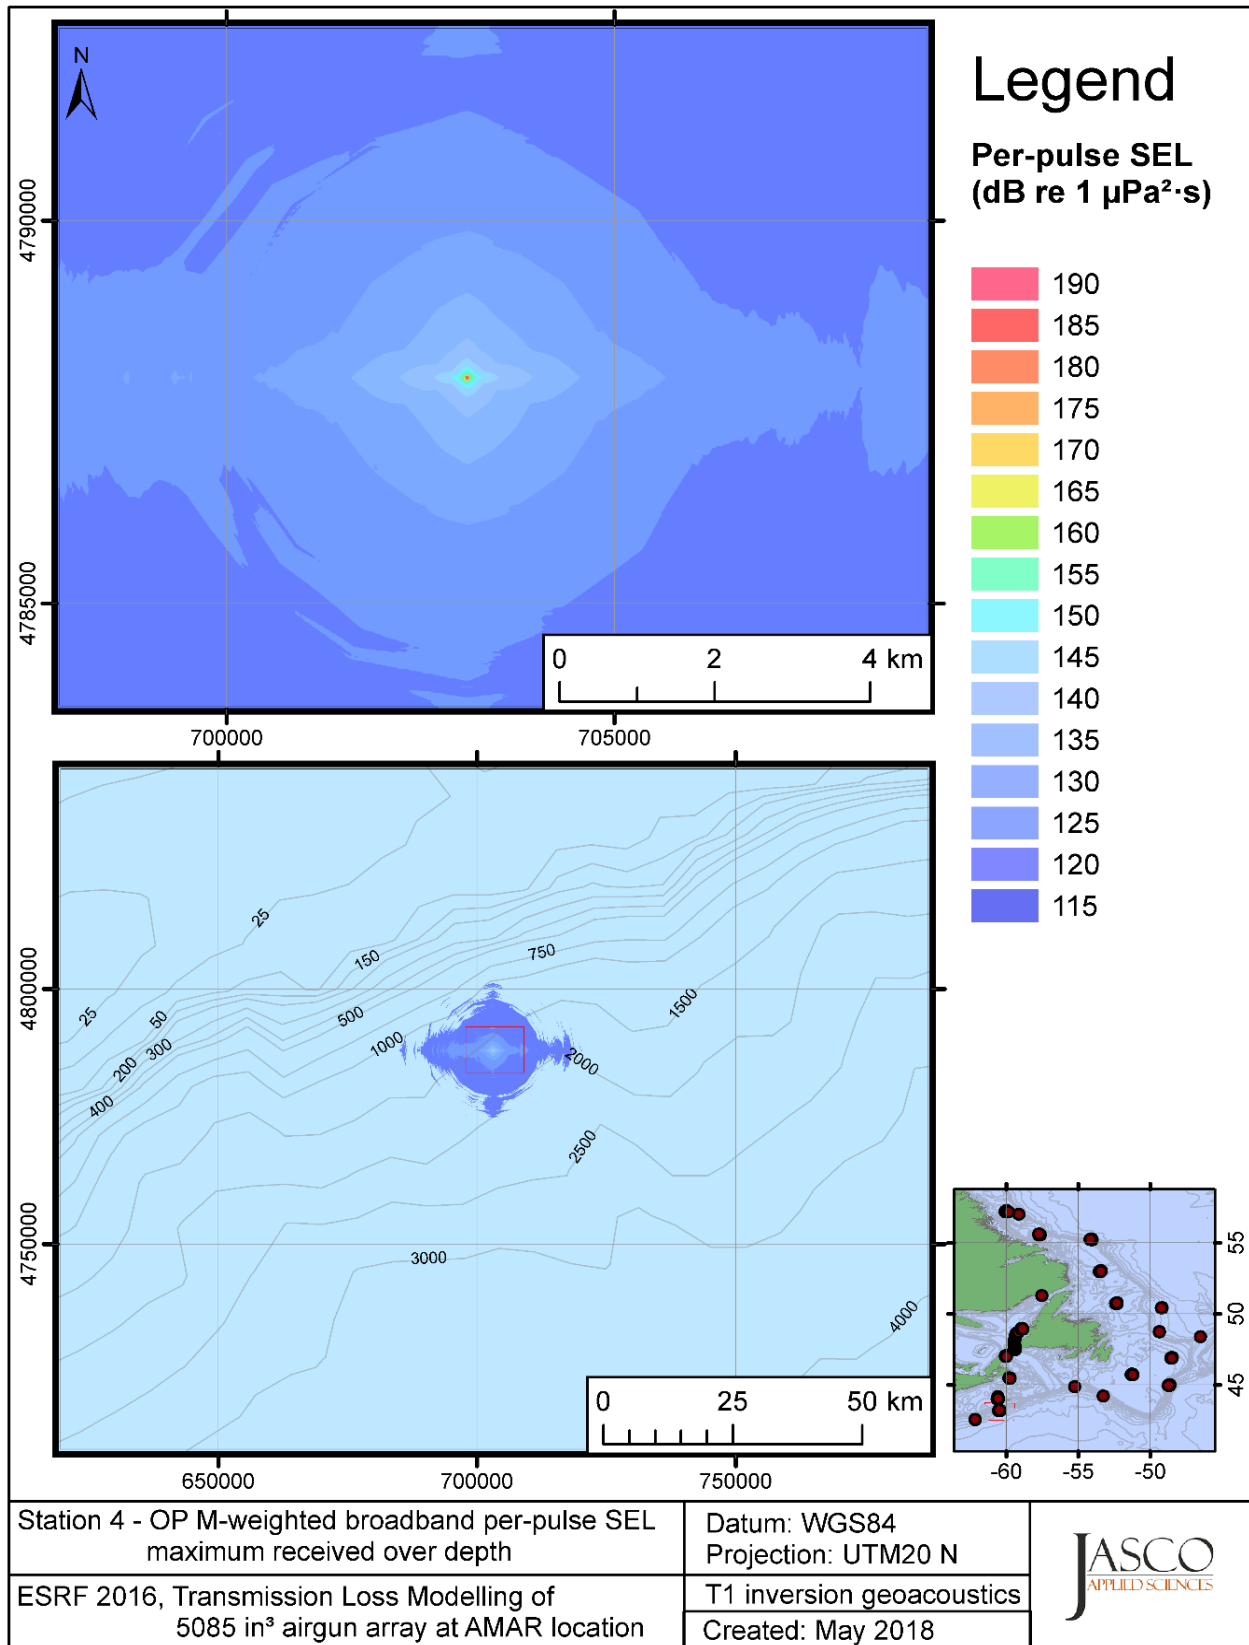 N
4790000
4785000
0 2 4 km
700000 705000
Legend
Per-pulse SEL
(dB re 1 µPa²·s)
190
185
180
175
170
165
160
155
150
145
140
135
130
125
120
115
25
150
750
25
50
500
1500
300
1000
200
2000
400
2500
3000
4000
4800000
4750000
0 25 50 km
650000 700000 750000
55
50
45
-60 -55 -50
Station 4 - OP M-weighted broadband per-pulse SEL
maximum received over depth
ESRF 2016, Transmission Loss Modelling of
5085 in³ airgun array at AMAR location
Datum: WGS84
Projection: UTM20 N
T1 inversion geoacoustics
Created: May 2018
JASCO
APPLIED SCIENCES